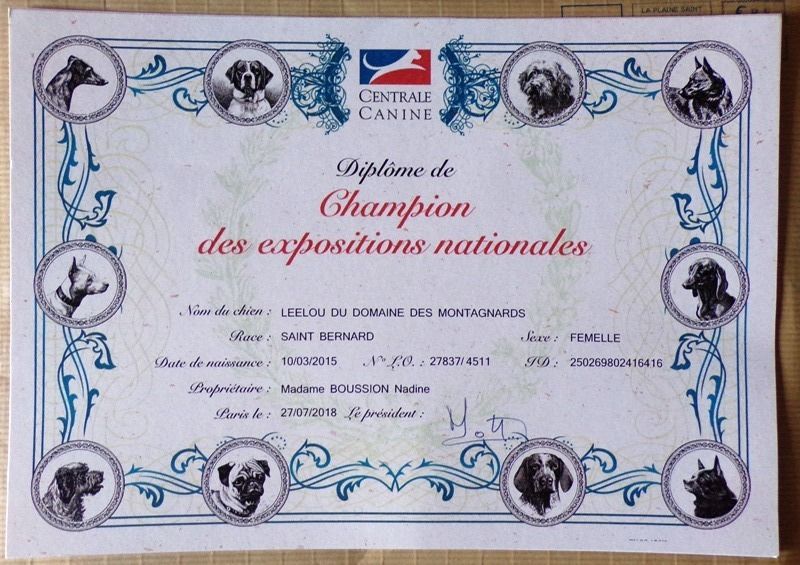 LA PLAINE SAINT
CENTRALE
CANINE
Diplôme de
Champion
des expositions nationales
Nom du chien : LEELOU DU DOMAINE DES MONTAGNARDS
Race : SAINT BERNARD Sexe : FEMELLE
Date de naissance : 10/03/2015 N° L.O. : 27837/4511 ID : 250269802416416
Propriétaire : Madame BOUSSION Nadine
Paris le : 27/07/2018 Le président :